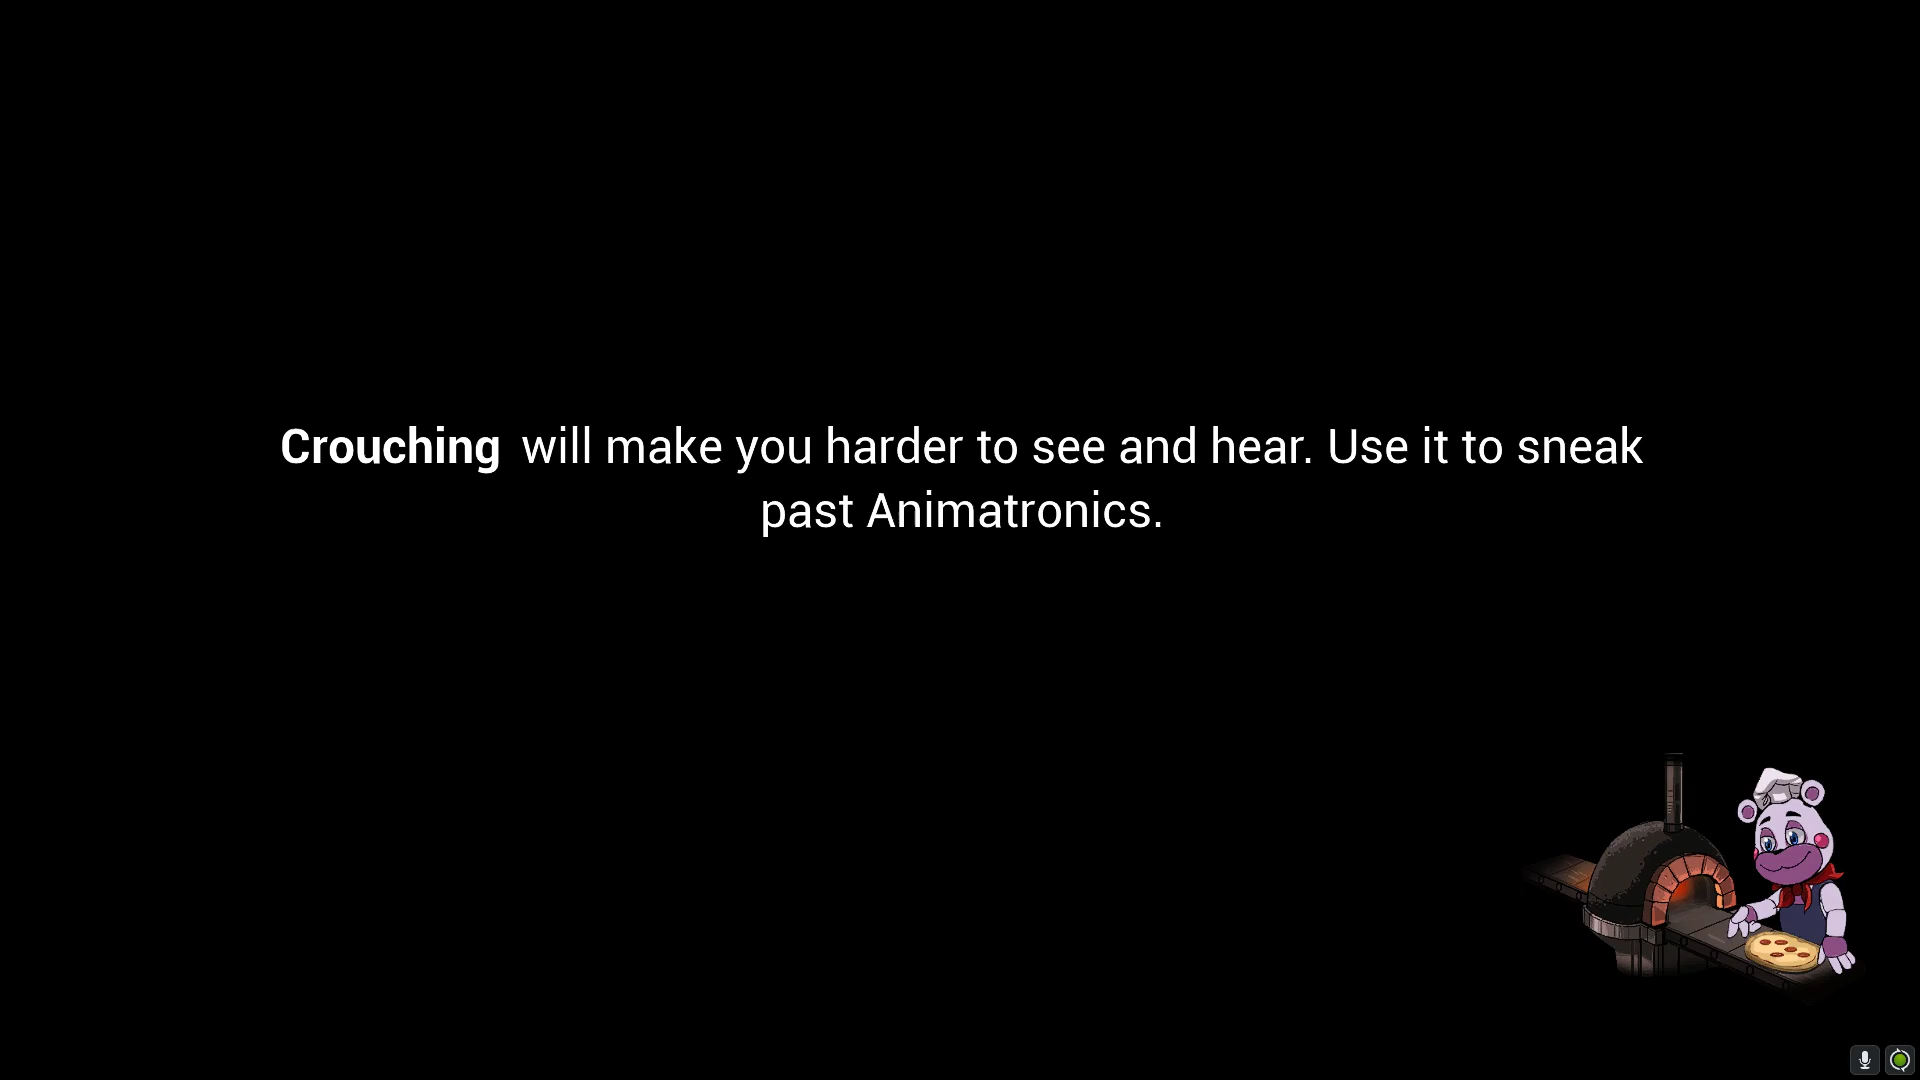 Crouching will make you harder to see and hear. Use it to sneak
past Animatronics.